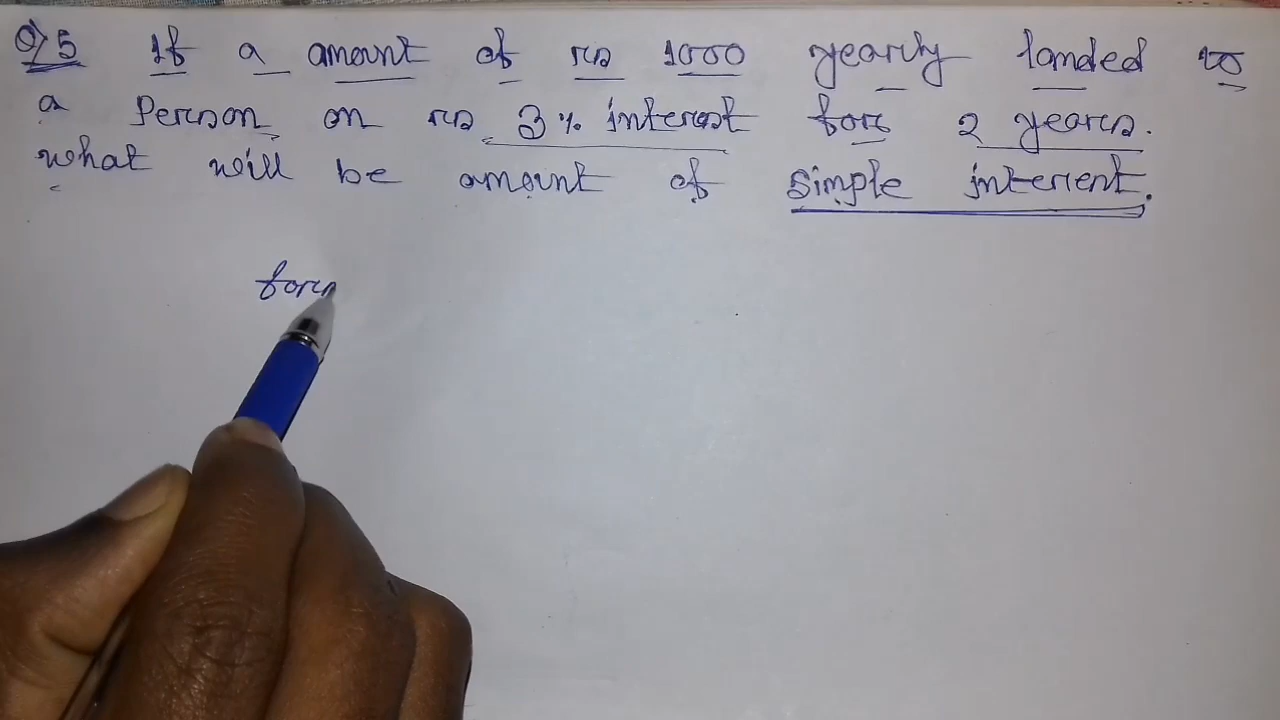 Q5 If a amount of rs 1000 yearly landed to
a Person on rs 3% interest for 2 years.
what will be amount of simple interest.
form